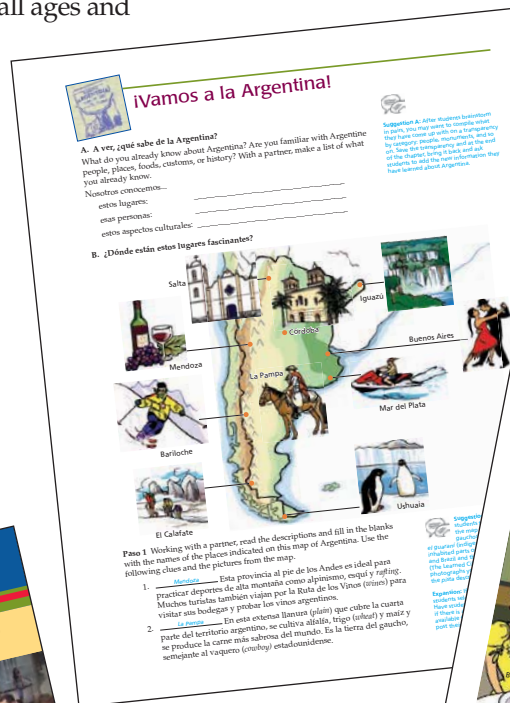 all ages and
¡Vamos a la Argentina!
A. A ver, ¿qué sabe de la Argentina?
What do you already know about Argentina? Are you familiar with Argentine
people, places, foods, customs, or history? With a partner, make a list of what
you already know.
Nosotros conocemos...
estos lugares:
esas personas:
estos aspectos culturales:
Suggestion A: After students brainstorm
in pairs, you may want to compile what
they have come up with on a transparency
by category: people, monuments, and so
on. Save the transparency and at the end
of the chapter, bring it back and ask
students to add the new information they
have learned about Argentina.
B. ¿Dónde están estos lugares fascinantes?
Salta
Iguazú
Córdoba
Mendoza
Buenos Aires
La Pampa
Mar del Plata
Bariloche
El Calafate
Ushuaia
Paso 1 Working with a partner, read the descriptions and fill in the blanks
with the names of the places indicated on this map of Argentina. Use the
following clues and the pictures from the map.
1. Mendoza Esta provincia al pie de los Andes es ideal para
practicar deportes de alta montaña como alpinismo, esquí y rafting.
Muchos turistas también viajan por la Ruta de los Vinos (wines) para
visitar sus bodegas y probar los vinos argentinos.
2. La Pampa En esta extensa llanura (plain) que cubre la cuarta
parte del territorio argentino, se cultiva alfalfa, trigo (wheat) y maíz y
se produce la carne más sabrosa del mundo. Es la tierra del gaucho,
semejante al vaquero (cowboy) estadounidense.